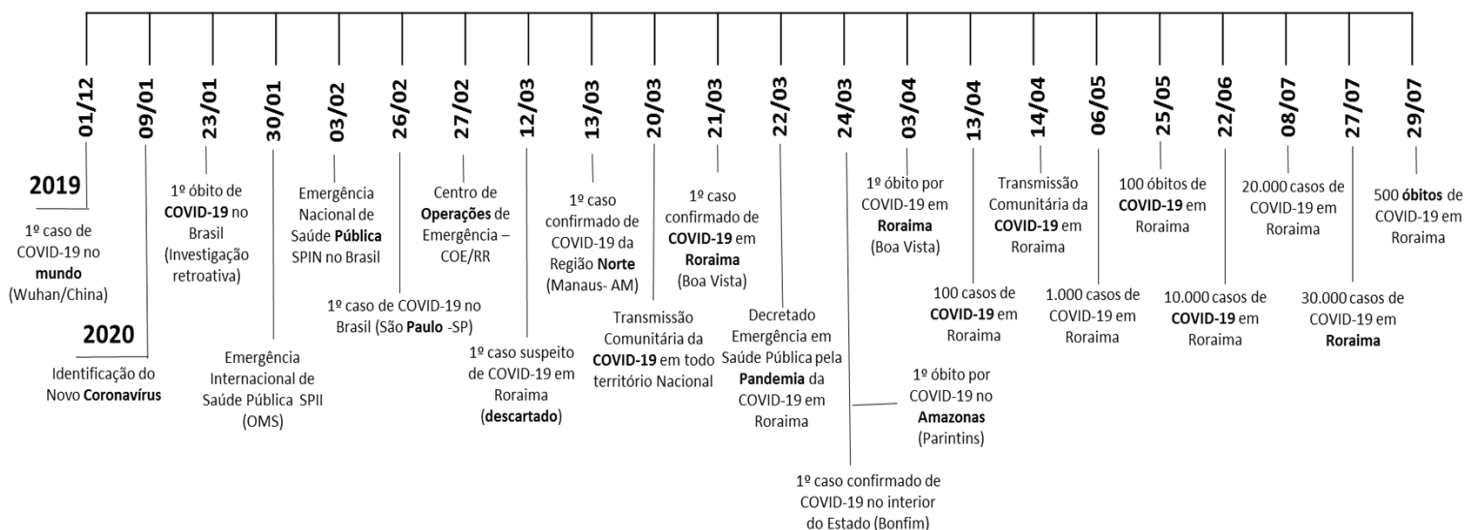 01/12
09/01
23/01
30/01
03/02
26/02
27/02
12/03
13/03
20/03
21/03
22/03
24/03
03/04
13/04
14/04
06/05
25/05
22/06
08/07
27/07
29/07
2019
1º caso de
COVID-19 no
mundo
(Wuhan/China)
2020
Identificação do
Novo Coronavírus
1º óbito de
COVID-19 no
Brasil
(Investigação
retroativa)
Emergência
Internacional de
Saúde Pública SPII
(OMS)
Emergência
Nacional de
Saúde Pública
SPIN no Brasil
1º caso de COVID-19 no
Brasil (São Paulo -SP)
Centro de
Operações de
Emergência –
COE/RR
1º caso suspeito
de COVID-19 em
Roraima
(descartado)
1º caso
confirmado de
COVID-19 da
Região Norte
(Manaus- AM)
Transmissão
Comunitária da
COVID-19 em todo
território Nacional
1º caso
confirmado de
COVID-19 em
Roraima
(Boa Vista)
Decretado
Emergência em
Saúde Pública pela
Pandemia da
COVID-19 em
Roraima
1º caso confirmado de
COVID-19 no interior
do Estado (Bonfim)
1º óbito por
COVID-19 no
Amazonas
(Parintins)
1º óbito por
COVID-19 em
Roraima
(Boa Vista)
100 casos de
COVID-19 em
Roraima
Transmissão
Comunitária da
COVID-19 em
Roraima
1.000 casos de
COVID-19 em
Roraima
100 óbitos de
COVID-19 em
Roraima
10.000 casos de
COVID-19 em
Roraima
20.000 casos de
COVID-19 em
Roraima
30.000 casos de
COVID-19 em
Roraima
500 óbitos de
COVID-19 em
Roraima